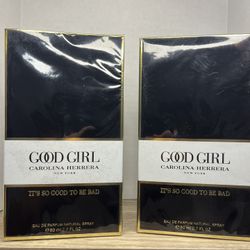 GOOD GIRL
CAROLINA HERRERA
NEW YORK
IT'S SO GOOD TO BE BAD
EAU DE PARFUM NATURAL SPRAY
GOOD GIRL
CAROLINA HERRERA
NEW YORK
IT'S SO GOOD TO BE BAD
EAU DE PARFUM NATURAL SPRAY